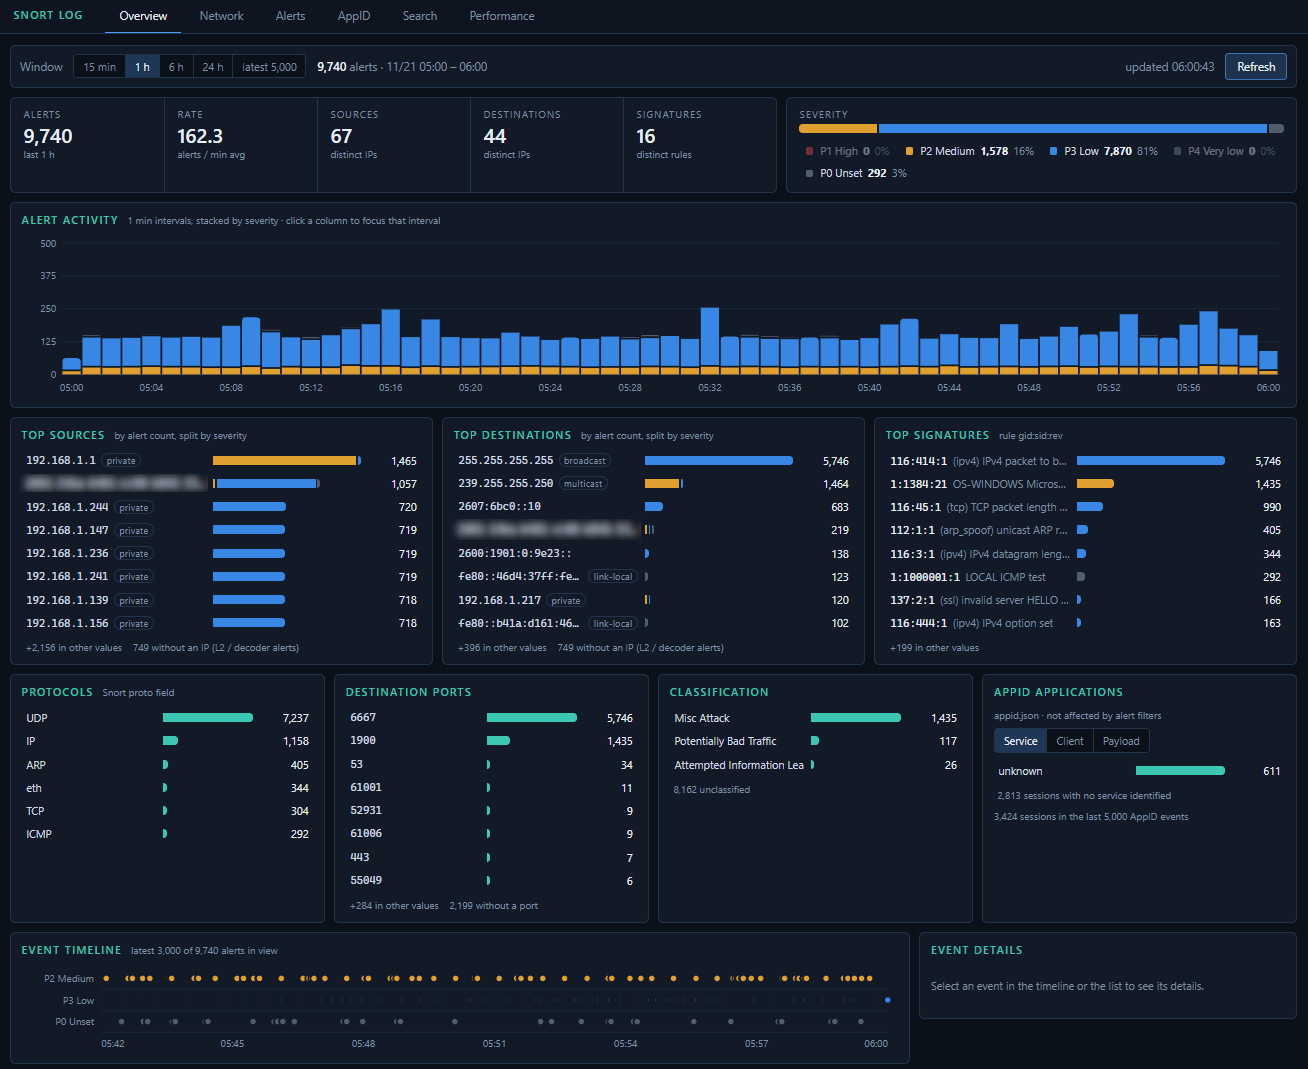 SNORT LOG Overview Network Alerts AppID Search Performance
Window 15 min 1 h 6 h 24 h latest 5,000 9,740 alerts · 11/21 05:00 – 06:00 updated 06:00:43 Refresh
ALERTS RATE SOURCES DESTINATIONS SIGNATURES SEVERITY
9,740 162.3 67 44 16
last 1 h alerts / min avg distinct IPs distinct IPs distinct rules
P1 High 0 0% P2 Medium 1,578 16% P3 Low 7,870 81% P4 Very low 0 0%
P0 Unset 292 3%
ALERT ACTIVITY 1 min intervals, stacked by severity · click a column to focus that interval
500
375
250
125
0
05:00 05:04 05:08 05:12 05:16 05:20 05:24 05:28 05:32 05:36 05:40 05:44 05:48 05:52 05:56 06:00
TOP SOURCES by alert count, split by severity
192.168.1.1 private 1,465
1,057
192.168.1.244 private 720
192.168.1.147 private 719
192.168.1.236 private 719
192.168.1.241 private 719
192.168.1.139 private 718
192.168.1.156 private 718
+2,156 in other values 749 without an IP (L2 / decoder alerts)
TOP DESTINATIONS by alert count, split by severity
255.255.255.255 broadcast 5,746
239.255.255.250 multicast 1,464
2607:6bc0::10 683
219
2600:1901:0:9e23:: 138
fe80::46d4:37ff:fe… link-local 123
192.168.1.217 private 120
fe80::b41a:d161:46… link-local 102
+396 in other values 749 without an IP (L2 / decoder alerts)
TOP SIGNATURES rule gid:sid:rev
116:414:1 (ipv4) IPv4 packet to b… 5,746
1:1384:21 OS-WINDOWS Micros… 1,435
116:45:1 (tcp) TCP packet length … 990
112:1:1 (arp_spoof) unicast ARP r… 405
116:3:1 (ipv4) IPv4 datagram leng… 344
1:1000001:1 LOCAL ICMP test 292
137:2:1 (ssl) invalid server HELLO … 166
116:444:1 (ipv4) IPv4 option set 163
+199 in other values
PROTOCOLS Snort proto field
UDP 7,237
IP 1,158
ARP 405
eth 344
TCP 304
ICMP 292
DESTINATION PORTS
6667 5,746
1900 1,435
53 34
61001 11
52931 9
61006 9
443 7
55049 6
+284 in other values 2,199 without a port
CLASSIFICATION
Misc Attack 1,435
Potentially Bad Traffic 117
Attempted Information Lea 26
8,162 unclassified
APPID APPLICATIONS
appid.json · not affected by alert filters
Service Client Payload
unknown 611
2,813 sessions with no service identified
3,424 sessions in the last 5,000 AppID events
EVENT TIMELINE latest 3,000 of 9,740 alerts in view
P2 Medium
P3 Low
P0 Unset
05:42 05:45 05:48 05:51 05:54 05:57 06:00
EVENT DETAILS
Select an event in the timeline or the list to see its details.